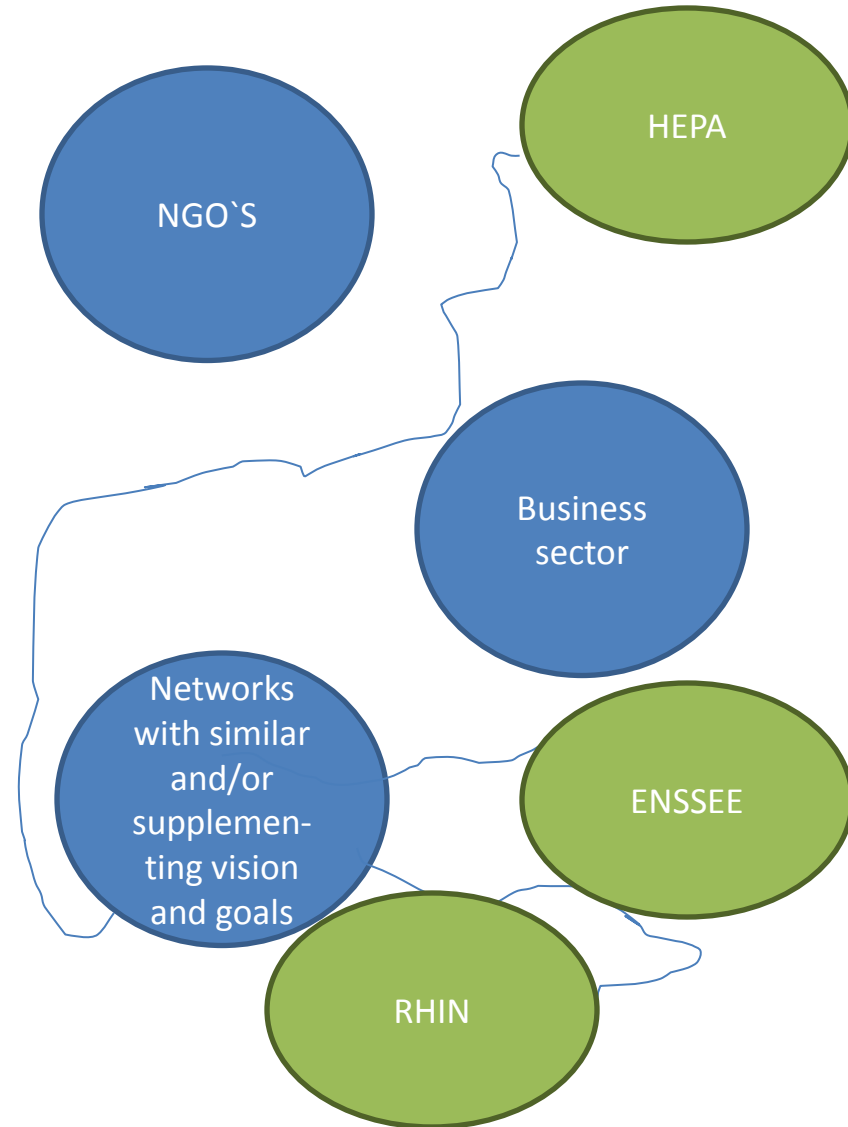 HEPA
NGO`S
Business
sector
Networks
with similar
and/or
supplemen-
ting vision
and goals
ENSSEE
RHIN